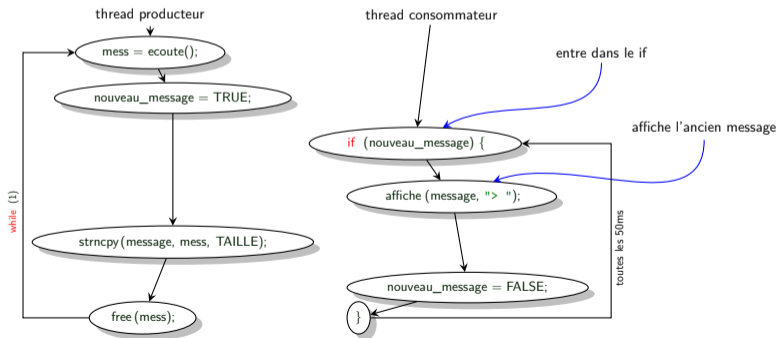 thread producteur
mess = ecoute();
nouveau_message = TRUE;
strncpy(message, mess, TAILLE);
free(mess);
while (1)
thread consommateur
entre dans le if
if (nouveau_message) {
affiche l'ancien message
affiche(message, "> ");
nouveau_message = FALSE;
}
toutes les 50ms